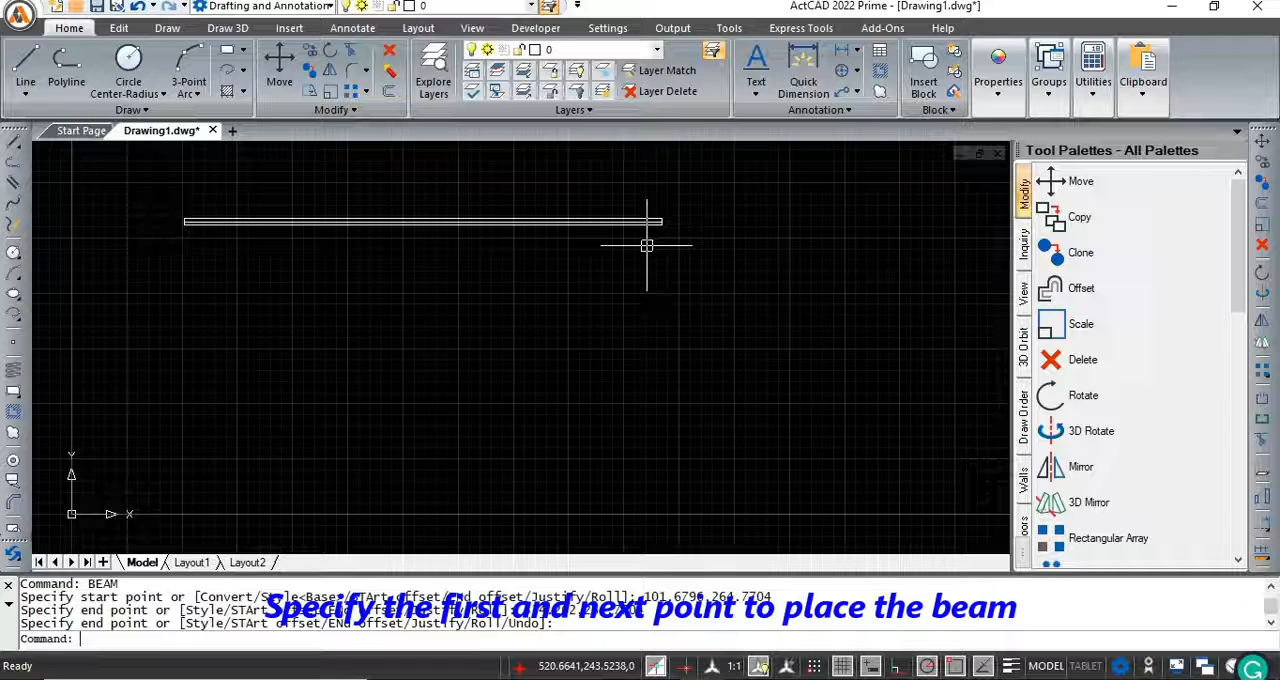 Drafting and Annotation
0
ActCAD 2022 Prime - [Drawing1.dwg*]
Home Edit Draw Draw 3D Insert Annotate Layout View Developer Settings Output Tools Express Tools Add-Ons Help
Line Polyline Circle Center-Radius 3-Point Arc
Draw
Move
Modify
Explore Layers
0
Layer Match
Layer Delete
Layers
Text Quick Dimension
Annotation
Insert Block
Block
Properties Groups Utilities Clipboard
Start Page Drawing1.dwg*
Tool Palettes - All Palettes
Modify
Inquiry
View
3D Orbit
Draw Order
Walls
Move
Copy
Clone
Offset
Scale
Delete
Rotate
3D Rotate
Mirror
3D Mirror
Rectangular Array
Y
X
Model Layout1 Layout2
Command: BEAM
Specify start point or [Convert/Style<Base>/STArt offset/ENd offset/Justify/Roll]: 101.6796,264.7704
Specify end point or [Style/STArt
Specify end point or [Style/STArt offset/ENd offset/Justify/Roll/Undo]:
Specify the first and next point to place the beam
Command:
Ready
520.6641,243.5238,0
1:1
MODEL TABLET